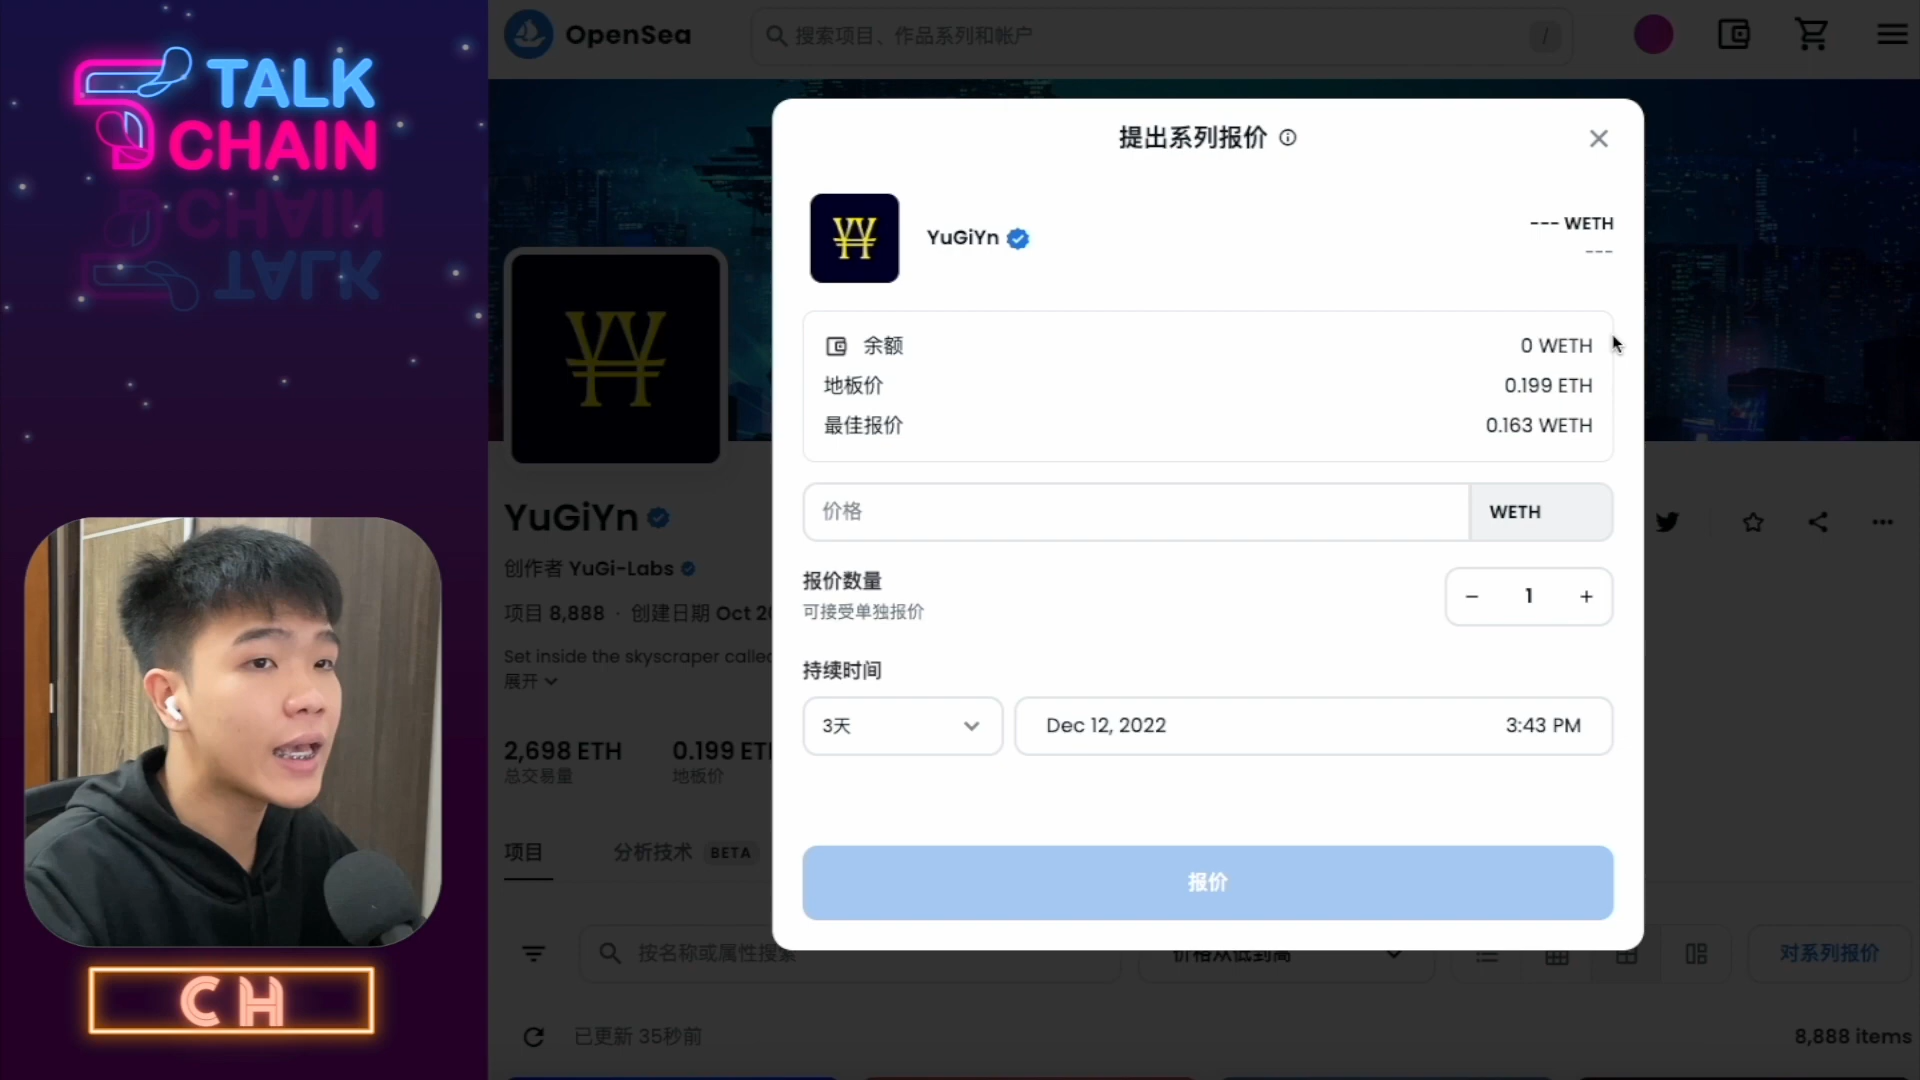 TALK
CHAIN
CH
OpenSea
搜索项目、作品系列和帐户
/
提出系列报价
YuGiYn
--- WETH
---
余额
0 WETH
地板价
0.199 ETH
最佳报价
0.163 WETH
价格
WETH
报价数量
可接受单独报价
1
持续时间
3天
Dec 12, 2022
3:43 PM
报价
YuGiYn
创作者 YuGi-Labs
项目 8,888 · 创建日期 Oct
Set inside the skyscraper
展开
2,698 ETH
总交易量
0.199
地板价
项目
分析技术
BETA
按名称或属性搜索
价格从低到高
对系列报价
已更新 35秒前
8,888 items